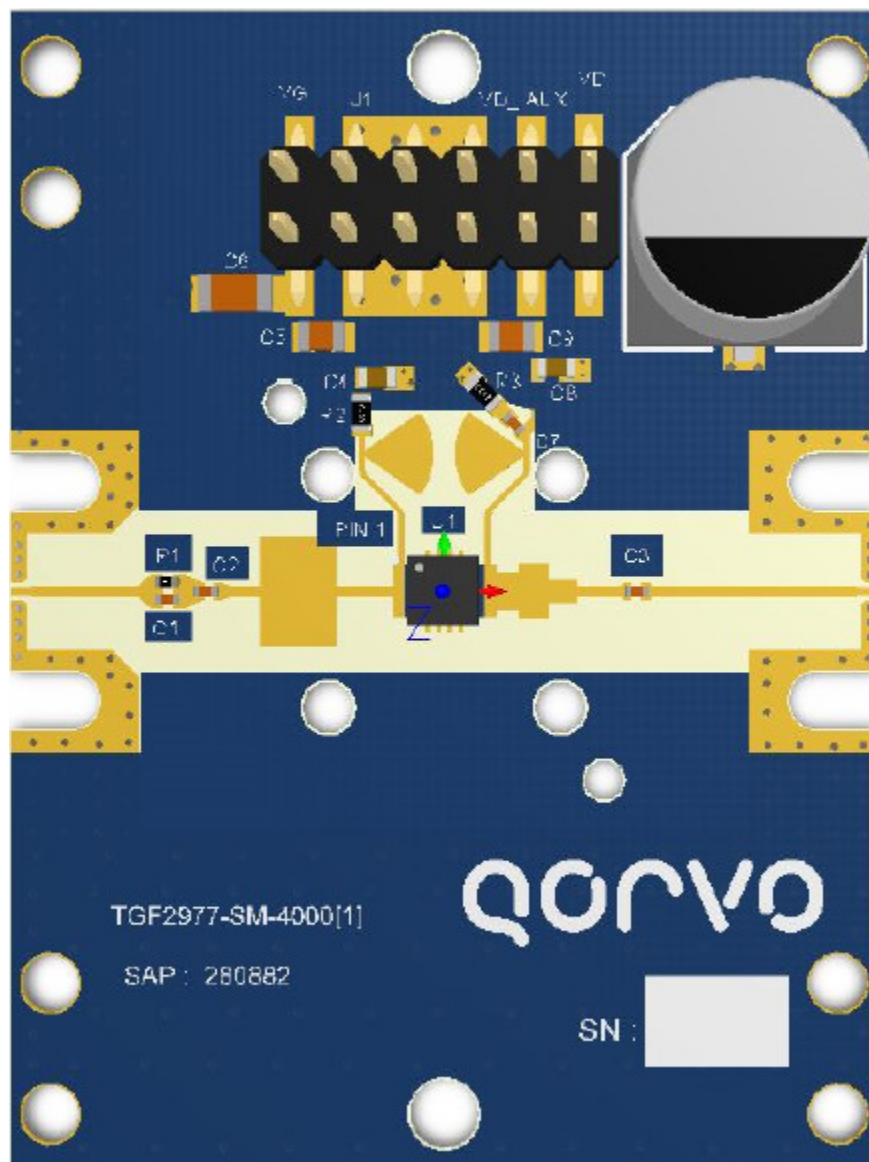 VG J1 VD_AUX VD
C6
C5 C9
C4 R3 C8
R2
C7
PIN 1 U1
R1 C2 C3
C1
Z
QORVO
TGF2977-SM-4000[1]
SAP : 280882
SN :